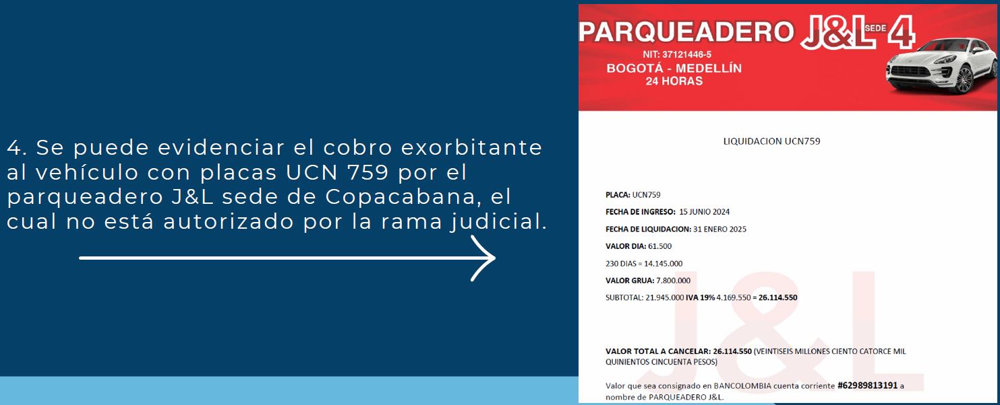 4. Se puede evidenciar el cobro exorbitante
al vehículo con placas UCN 759 por el
parqueadero J&L sede de Copacabana, el
cual no está autorizado por la rama judicial.
PARQUEADERO J&L SEDE 4
NIT: 37121446-5
BOGOTÁ - MEDELLÍN
24 HORAS
LIQUIDACION UCN759
PLACA: UCN759
FECHA DE INGRESO: 15 JUNIO 2024
FECHA DE LIQUIDACION: 31 ENERO 2025
VALOR DIA: 61.500
230 DIAS = 14.145.000
VALOR GRUA: 7.800.000
SUBTOTAL: 21.945.000 IVA 19% 4.169.550 = 26.114.550
J&L
VALOR TOTAL A CANCELAR: 26.114.550 (VEINTISEIS MILLONES CIENTO CATORCE MIL
QUINIENTOS CINCUENTA PESOS)
Valor que sea consignado en BANCOLOMBIA cuenta corriente #62989813191 a
nombre de PARQUEADERO J&L.